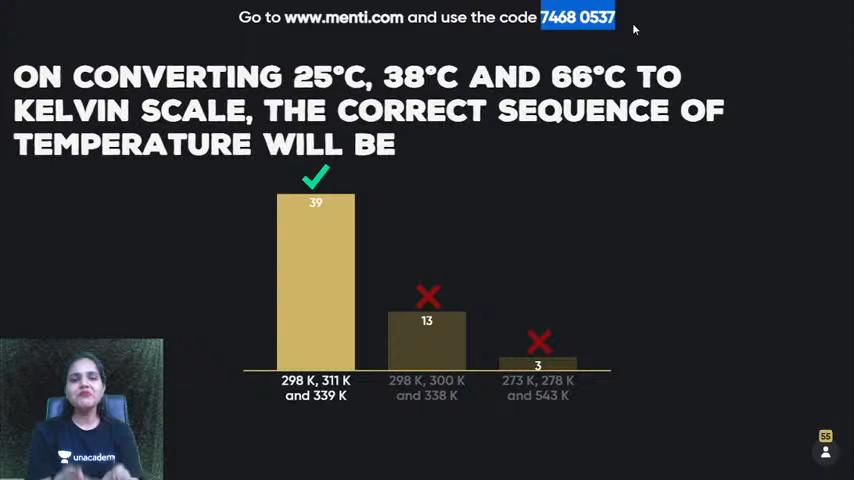 Go to www.menti.com and use the code 7468 0537
ON CONVERTING 25°C, 38°C AND 66°C TO
KELVIN SCALE, THE CORRECT SEQUENCE OF
TEMPERATURE WILL BE
39
13
3
298 K, 311 K
and 339 K
298 K, 300 K
and 338 K
273 K, 278 K
and 543 K
unacademy
55